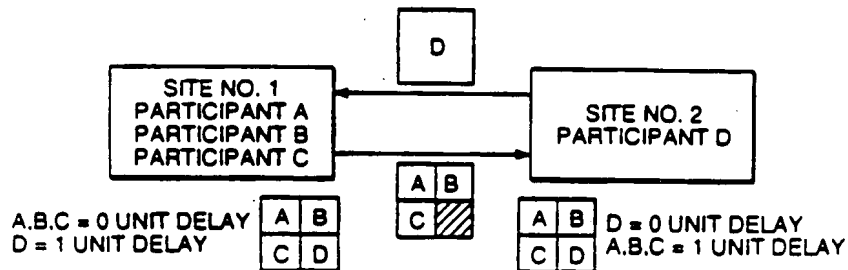 D
SITE NO. 1
PARTICIPANT A
PARTICIPANT B
PARTICIPANT C
SITE NO. 2
PARTICIPANT D
A B
C
A.B.C = 0 UNIT DELAY
D = 1 UNIT DELAY
A B
C D
A B
C D
D = 0 UNIT DELAY
A.B.C = 1 UNIT DELAY